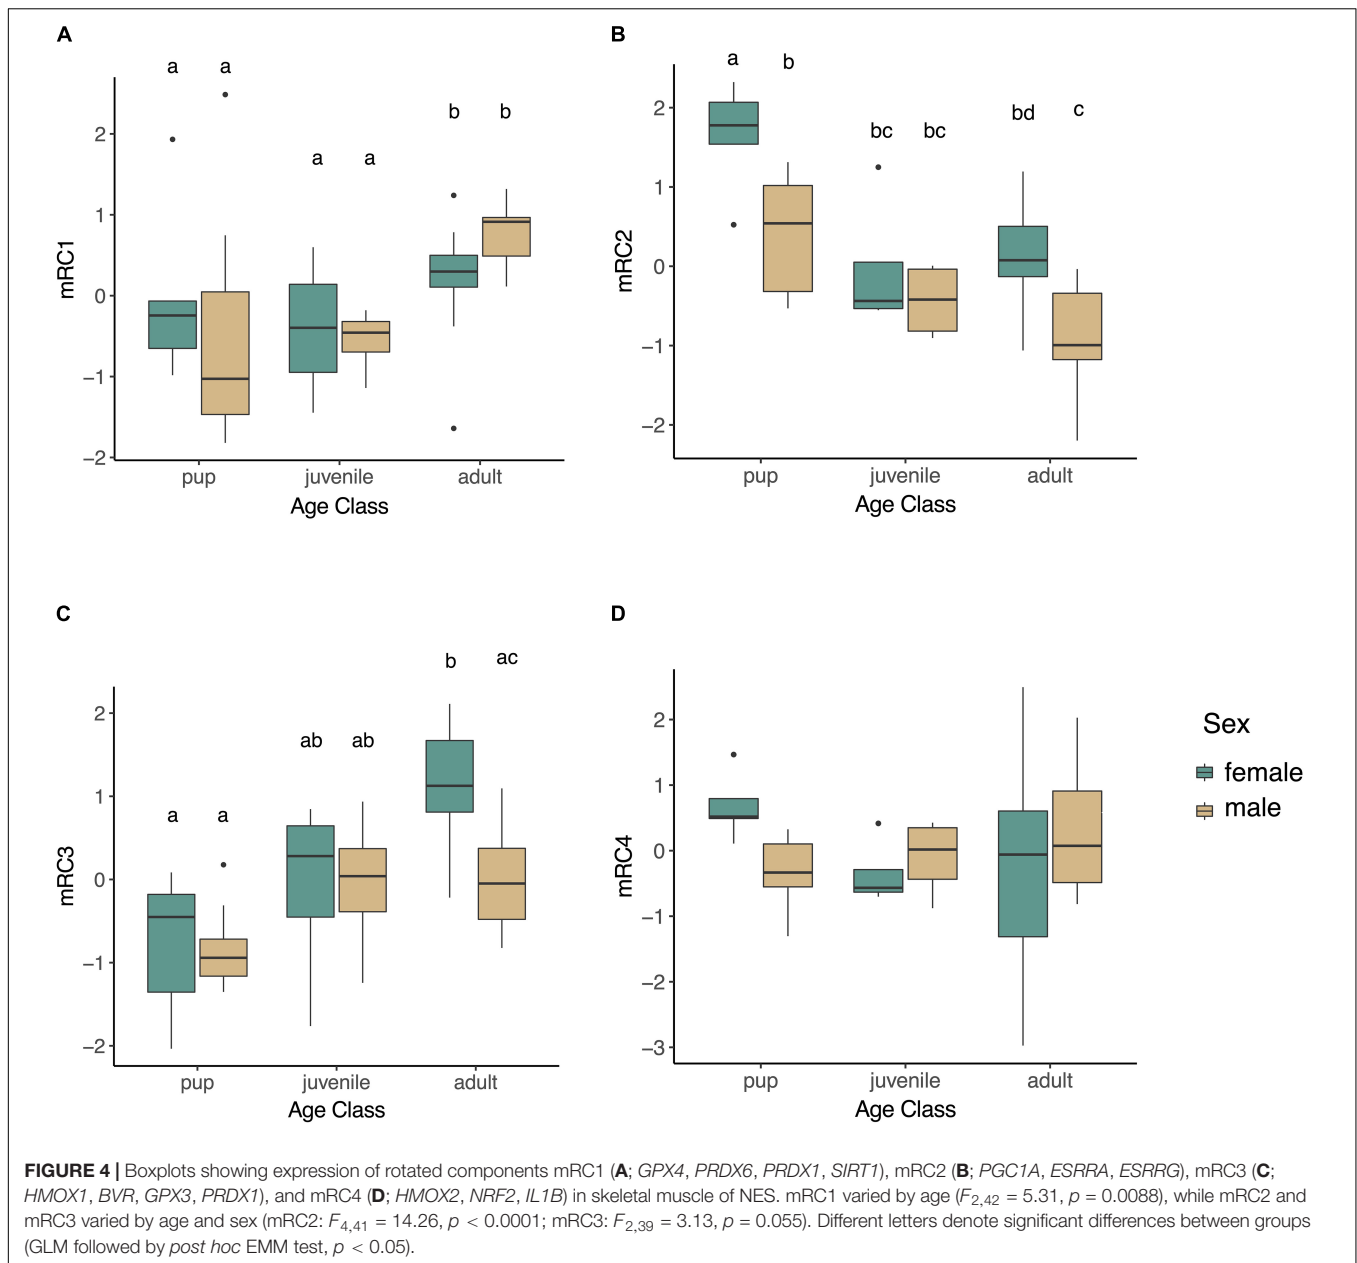 A
a a a a b b
mRC1
2
1
0
−1
−2
pup juvenile adult
Age Class
B
a b bc bc bd c
mRC2
2
1
0
−1
−2
pup juvenile adult
Age Class
C
a a ab ab b ac
mRC3
2
1
0
−1
−2
pup juvenile adult
Age Class
D
mRC4
2
1
0
−1
−2
−3
pup juvenile adult
Age Class
Sex
female
male
FIGURE 4 | Boxplots showing expression of rotated components mRC1 (A; GPX4, PRDX6, PRDX1, SIRT1), mRC2 (B; PGC1A, ESRRA, ESRRG), mRC3 (C;
HMOX1, BVR, GPX3, PRDX1), and mRC4 (D; HMOX2, NRF2, IL1B) in skeletal muscle of NES. mRC1 varied by age (F2,42 = 5.31, p = 0.0088), while mRC2 and
mRC3 varied by age and sex (mRC2: F4,41 = 14.26, p < 0.0001; mRC3: F2,39 = 3.13, p = 0.055). Different letters denote significant differences between groups
(GLM followed by post hoc EMM test, p < 0.05).